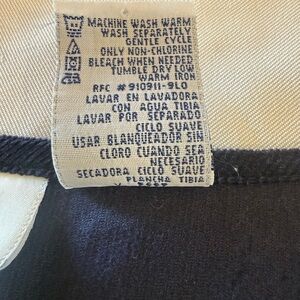 MACHINE WASH WARM
WASH SEPARATELY
GENTLE CYCLE
ONLY NON-CHLORINE
BLEACH WHEN NEEDED
TUMBLE DRY LOW
WARM IRON
RFC #910911-9L0
LAVAR EN LAVADORA
CON AGUA TIBIA
LAVAR POR SEPARADO
CICLO SUAVE
USAR BLANQUEADOR SIN
CLORO CUANDO SEA
NECESARIO
SECADORA CICLO SUAVE
PLANCHA TIBIA